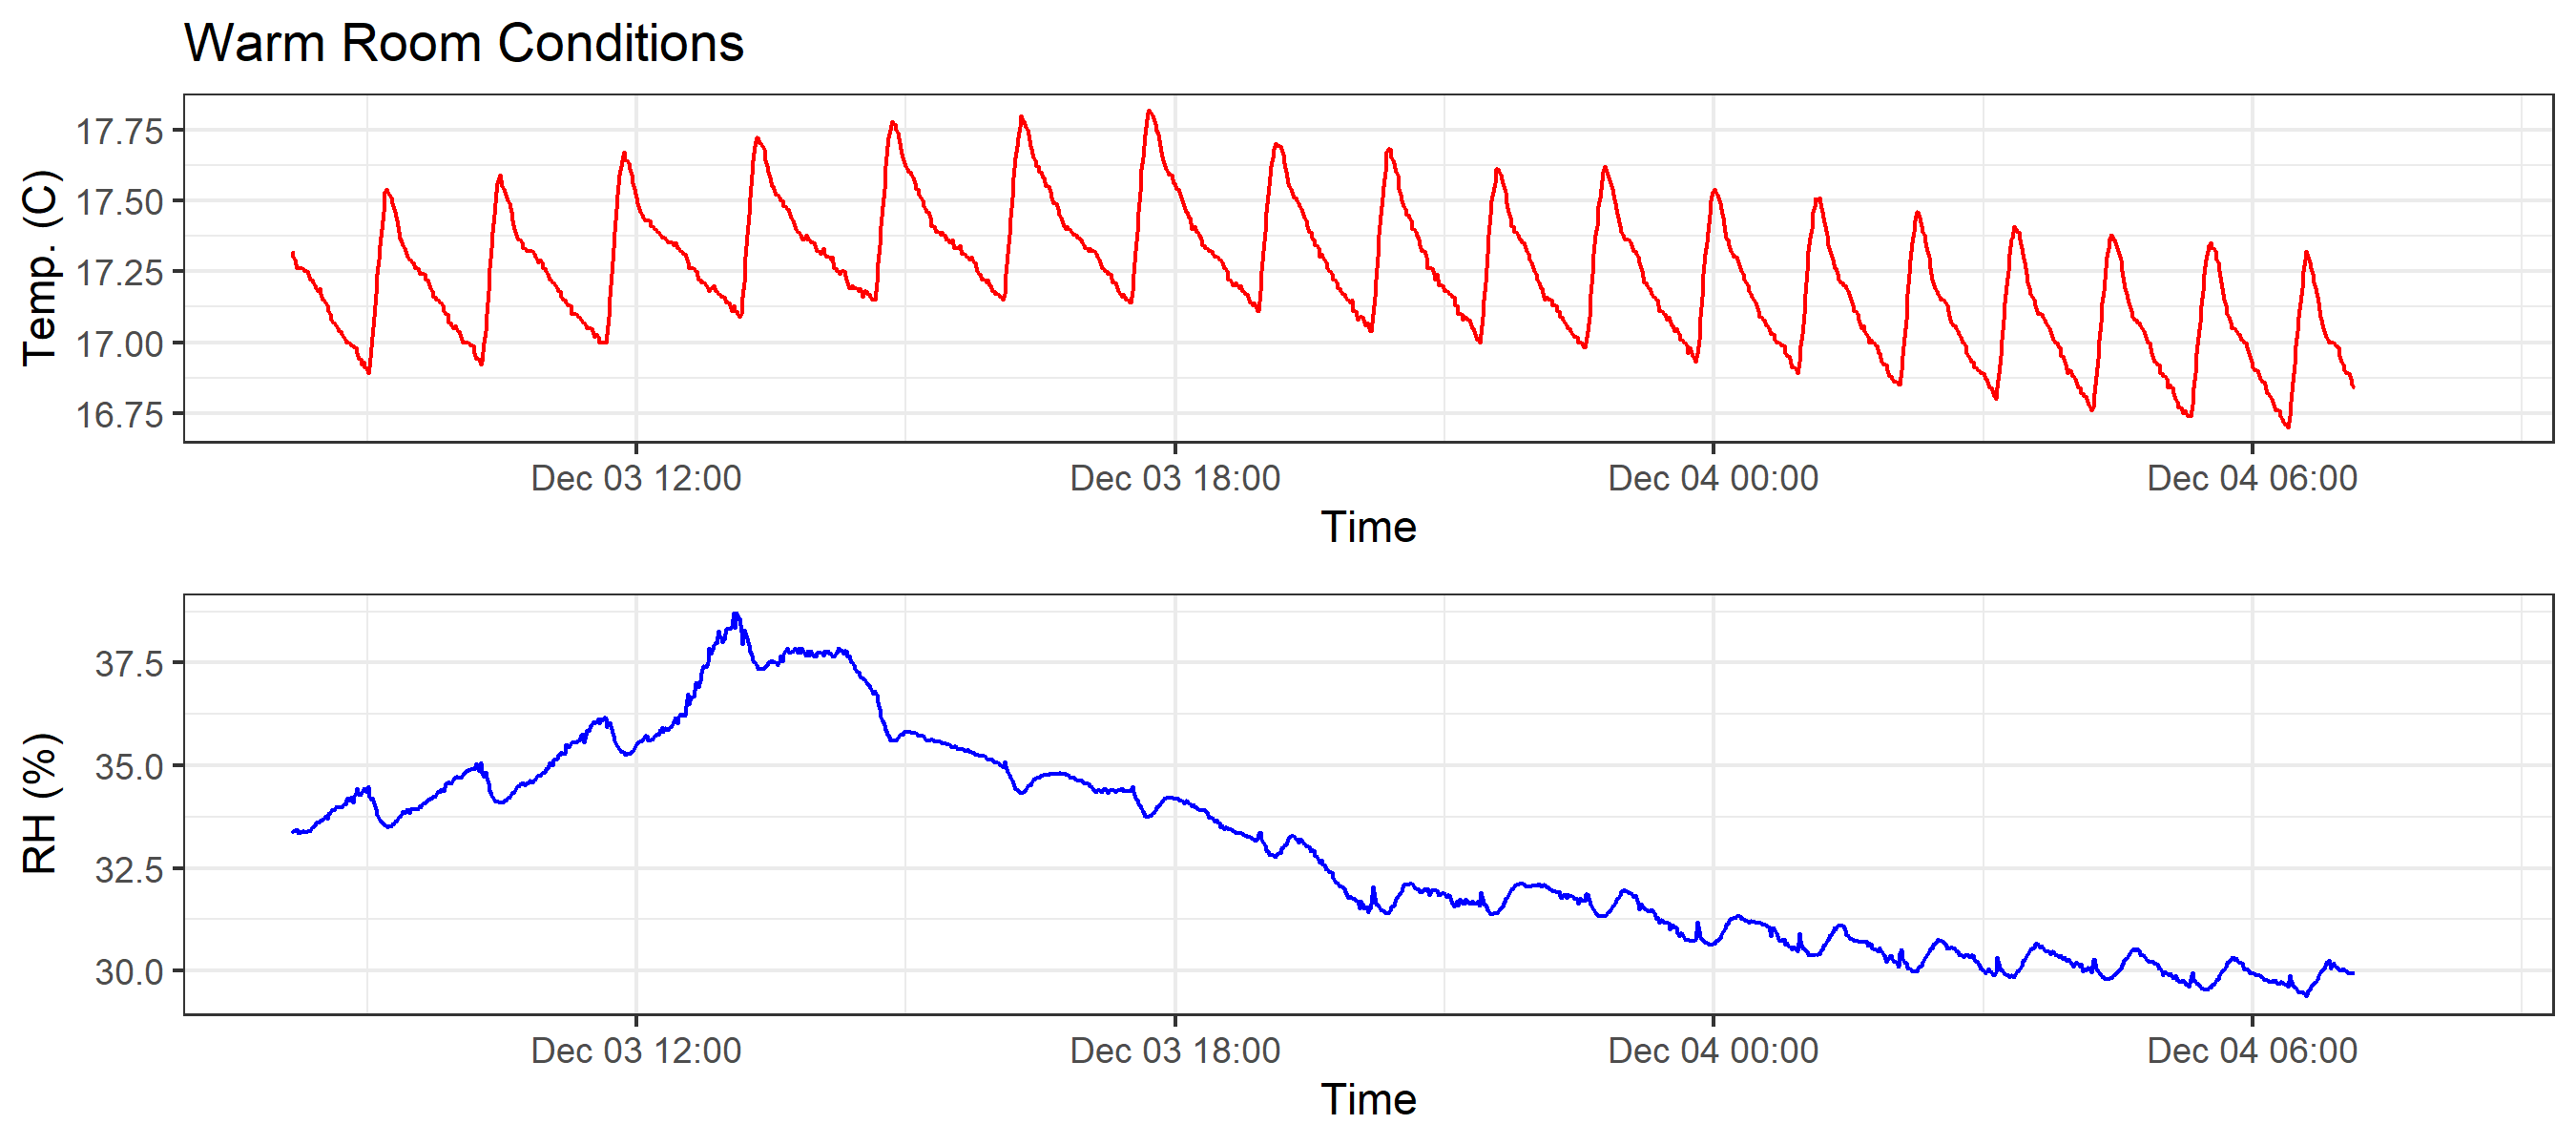 Warm Room Conditions
Temp. (C)
17.75
17.50
17.25
17.00
16.75
Dec 03 12:00 Dec 03 18:00 Dec 04 00:00 Dec 04 06:00
Time
RH (%)
37.5
35.0
32.5
30.0
Dec 03 12:00 Dec 03 18:00 Dec 04 00:00 Dec 04 06:00
Time